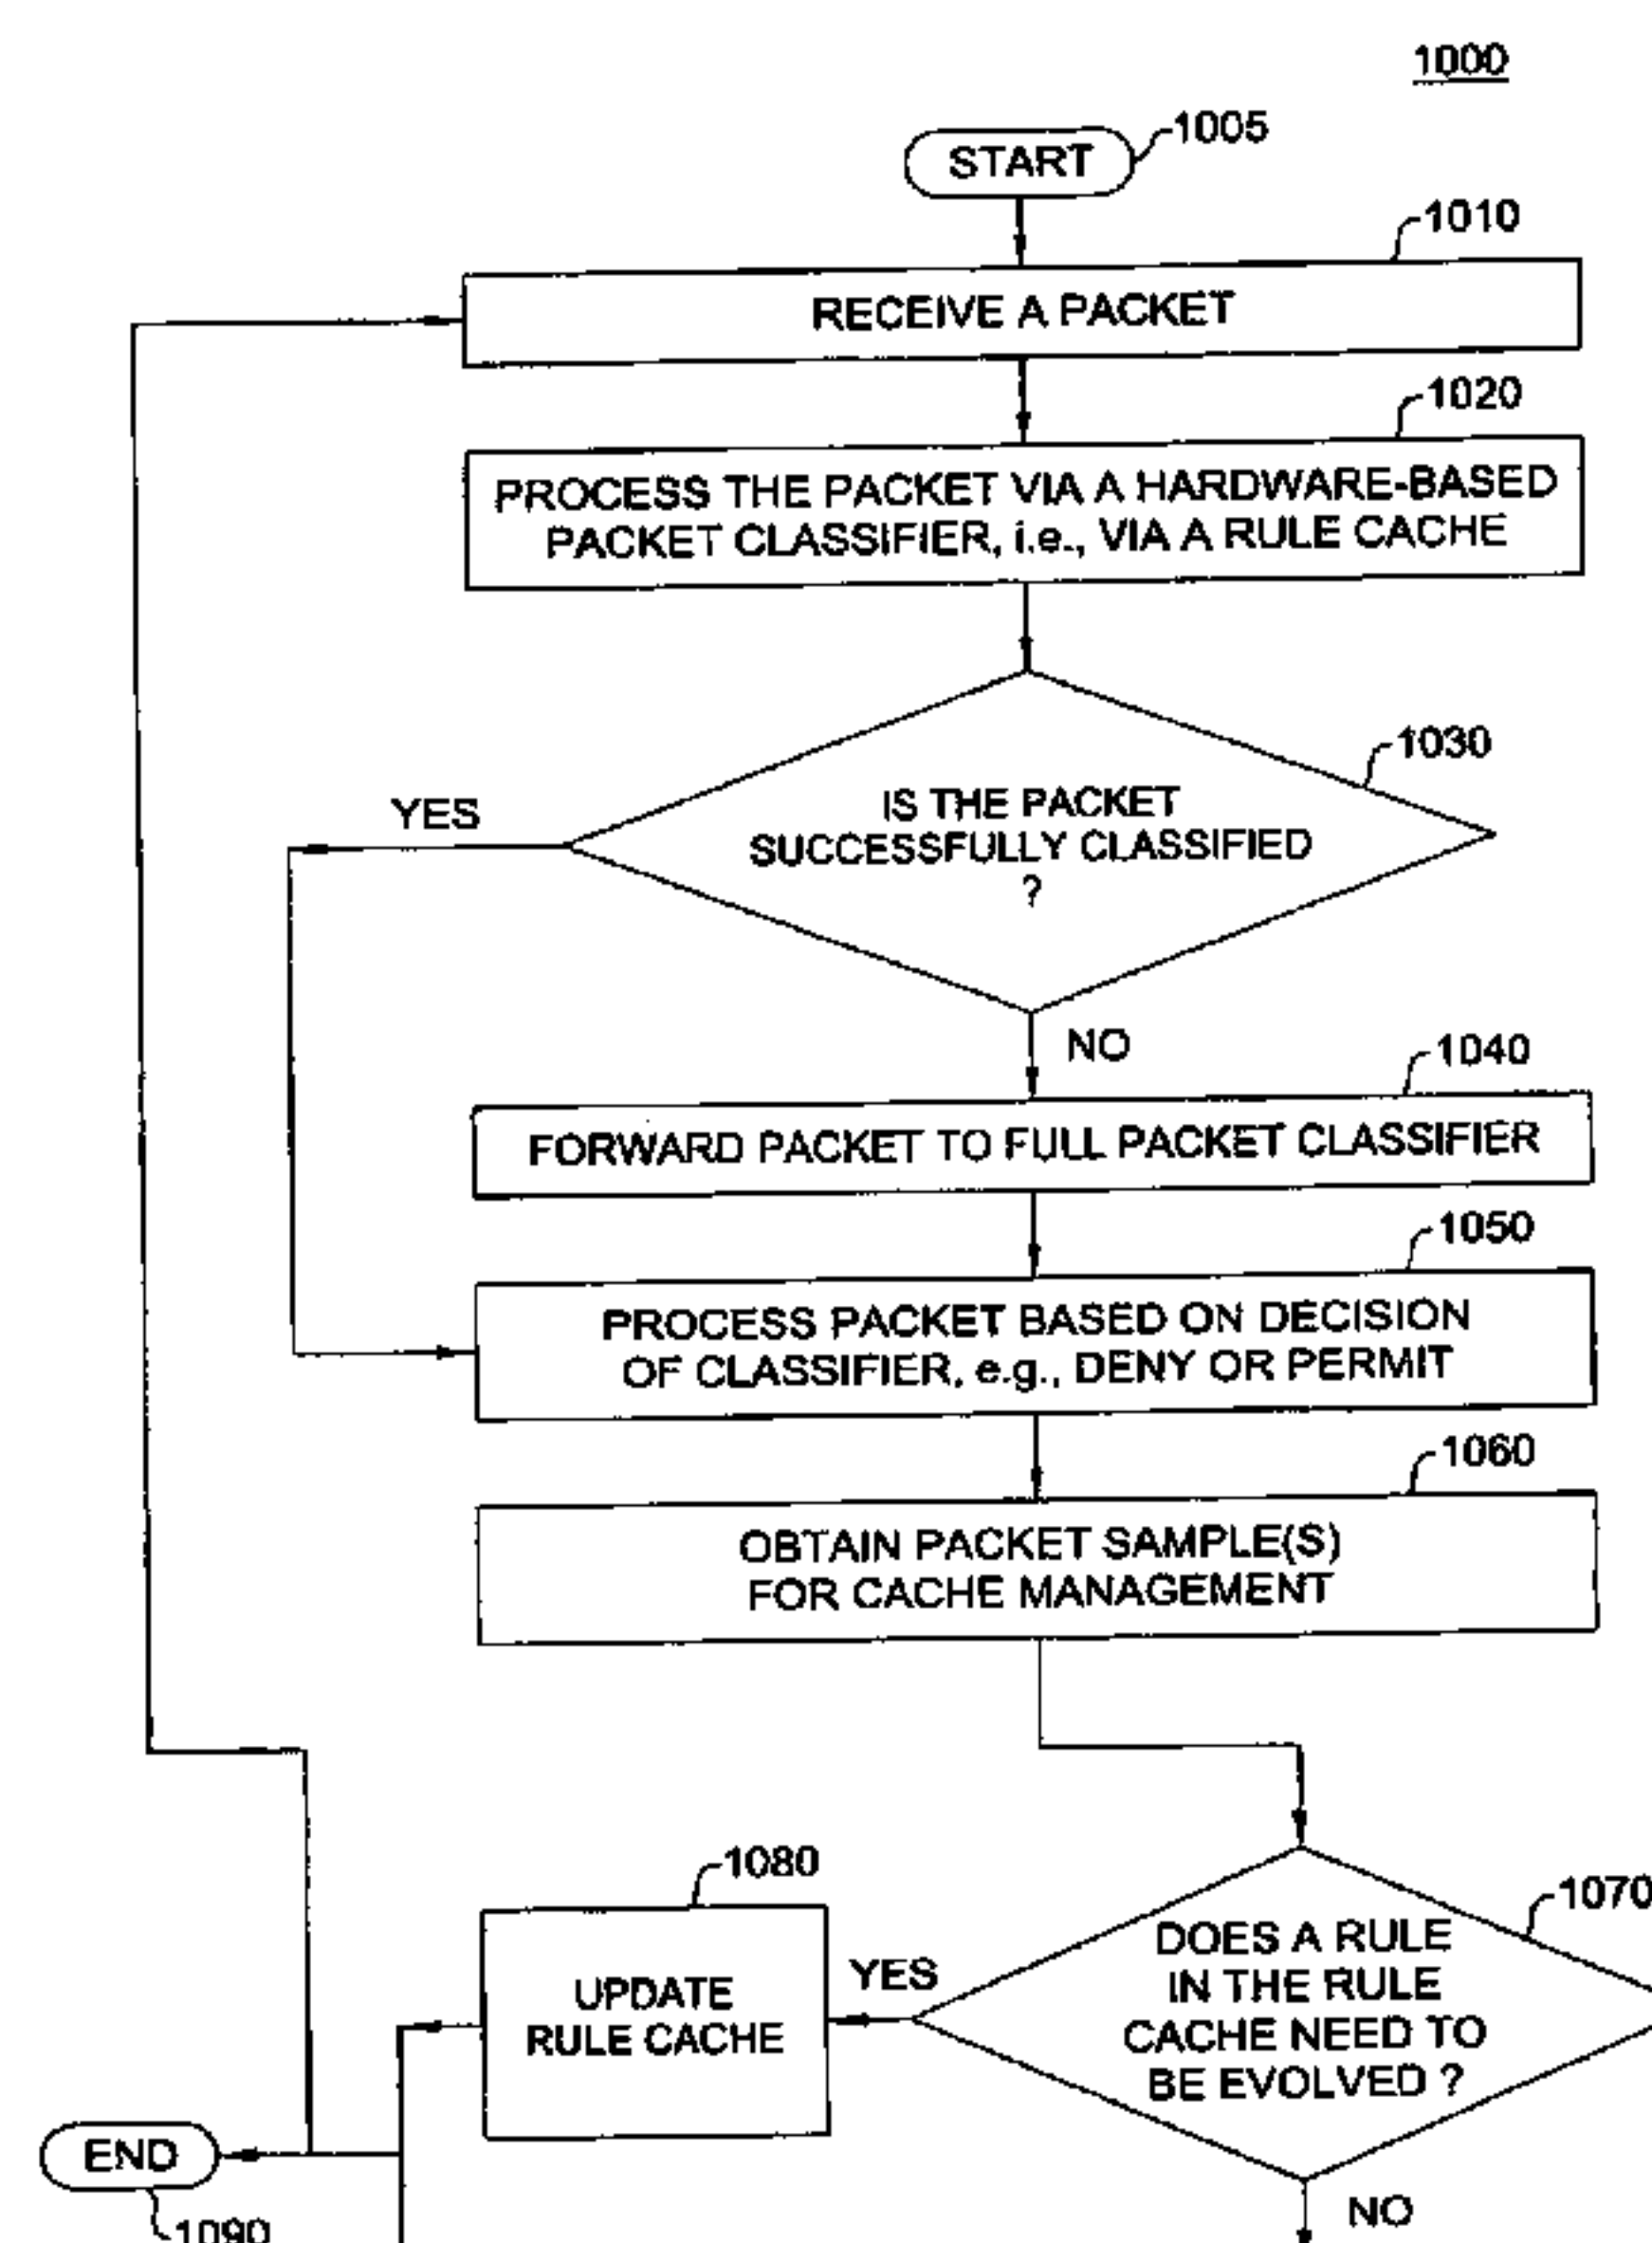 1000
START
1005
1010
RECEIVE A PACKET
1020
PROCESS THE PACKET VIA A HARDWARE-BASED
PACKET CLASSIFIER, i.e., VIA A RULE CACHE
1030
IS THE PACKET
SUCCESSFULLY CLASSIFIED
?
YES
NO
1040
FORWARD PACKET TO FULL PACKET CLASSIFIER
1050
PROCESS PACKET BASED ON DECISION
OF CLASSIFIER, e.g., DENY OR PERMIT
1060
OBTAIN PACKET SAMPLE(S)
FOR CACHE MANAGEMENT
1070
DOES A RULE
IN THE RULE
CACHE NEED TO
BE EVOLVED ?
YES
1080
UPDATE
RULE CACHE
END
1090
NO